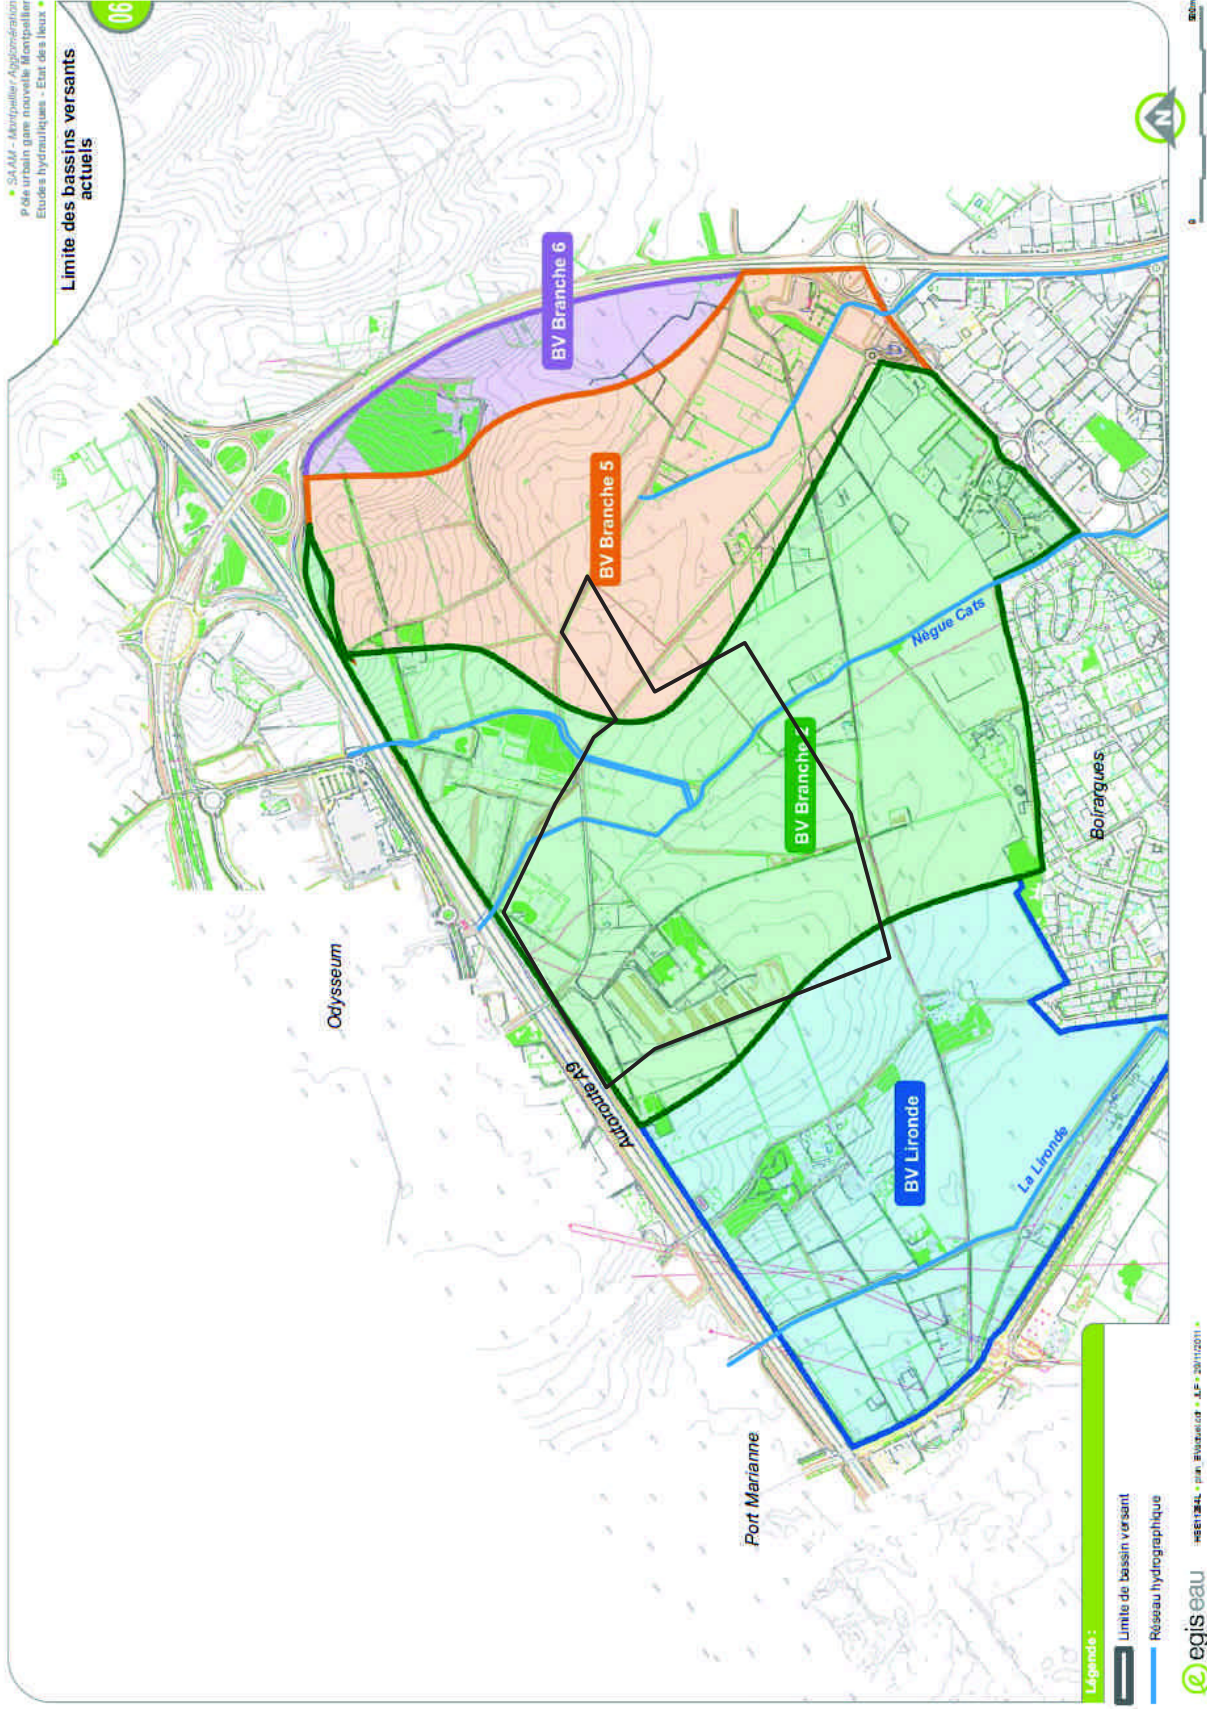 • SAAM - Montpellier Agglomération
Pôle urbain gare nouvelle Montpellier
Etudes hydrauliques - Etat des lieux •
06
Limite des bassins versants
actuels
BV Branche 6
BV Branche 5
BV Branche
Nègue Cats
Boirargues
Odysseum
Autoroute A9
BV Lironde
La Lironde
Port Marianne
N
0
Légende :
Limite de bassin versant
Réseau hydrographique
egis eau